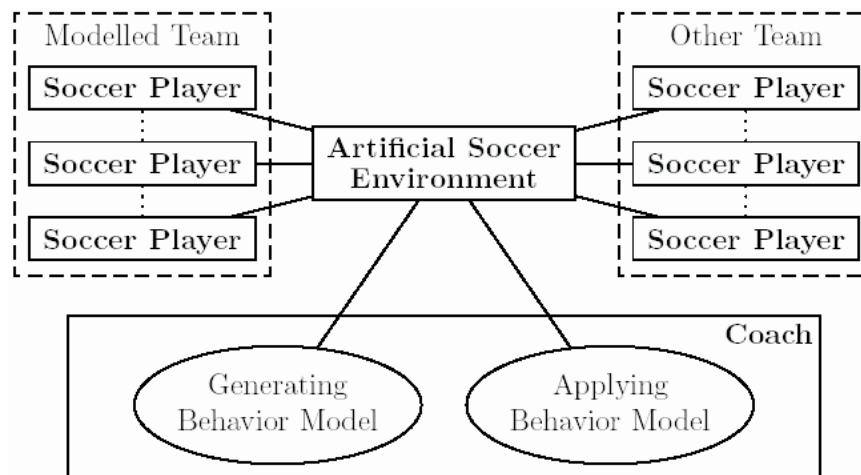 Modelled Team
Soccer Player
Soccer Player
Soccer Player
Artificial Soccer
Environment
Other Team
Soccer Player
Soccer Player
Soccer Player
Coach
Generating
Behavior Model
Applying
Behavior Model